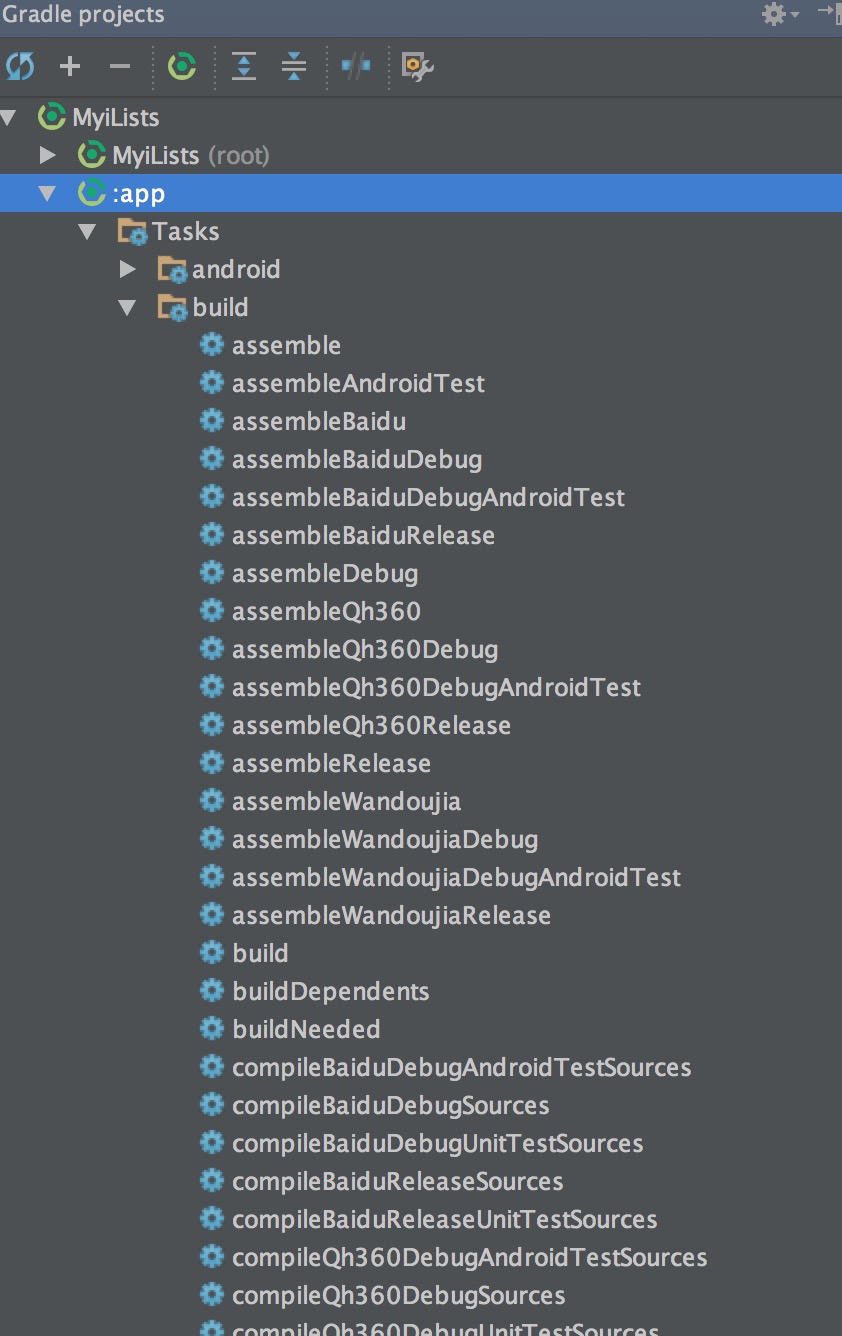 Gradle projects
MyiLists
MyiLists (root)
:app
Tasks
android
build
assemble
assembleAndroidTest
assembleBaidu
assembleBaiduDebug
assembleBaiduDebugAndroidTest
assembleBaiduRelease
assembleDebug
assembleQh360
assembleQh360Debug
assembleQh360DebugAndroidTest
assembleQh360Release
assembleRelease
assembleWandoujia
assembleWandoujiaDebug
assembleWandoujiaDebugAndroidTest
assembleWandoujiaRelease
build
buildDependents
buildNeeded
compileBaiduDebugAndroidTestSources
compileBaiduDebugSources
compileBaiduDebugUnitTestSources
compileBaiduReleaseSources
compileBaiduReleaseUnitTestSources
compileQh360DebugAndroidTestSources
compileQh360DebugSources
compileQh360DebugUnitTestSources